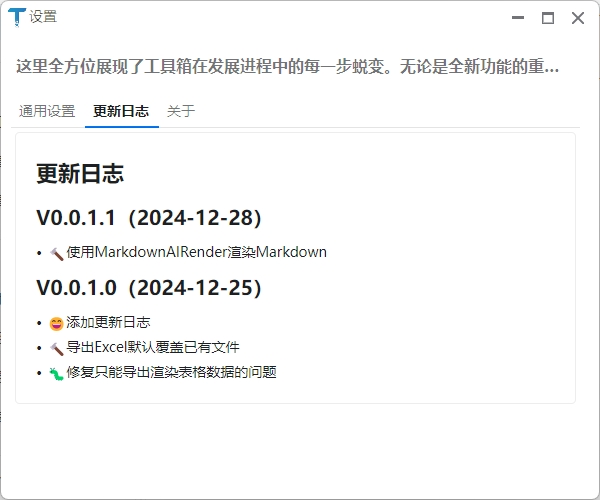 设置
这里全方位展现了工具箱在发展进程中的每一步蜕变。无论是全新功能的重...
通用设置 更新日志 关于
更新日志
V0.0.1.1（2024-12-28）
• 🔨使用MarkdownAIRender渲染Markdown
V0.0.1.0（2024-12-25）
• 😄添加更新日志
• 🔨导出Excel默认覆盖已有文件
• 🐛修复只能导出渲染表格数据的问题